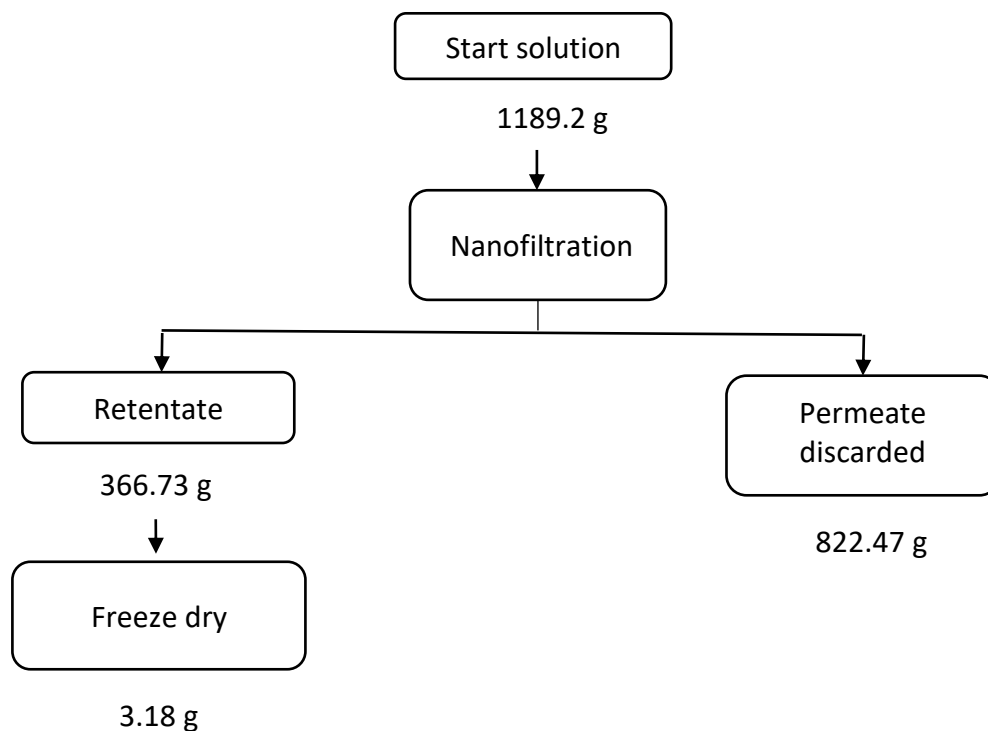 Start solution
1189.2 g
Nanofiltration
Retentate
366.73 g
Permeate
discarded
822.47 g
Freeze dry
3.18 g